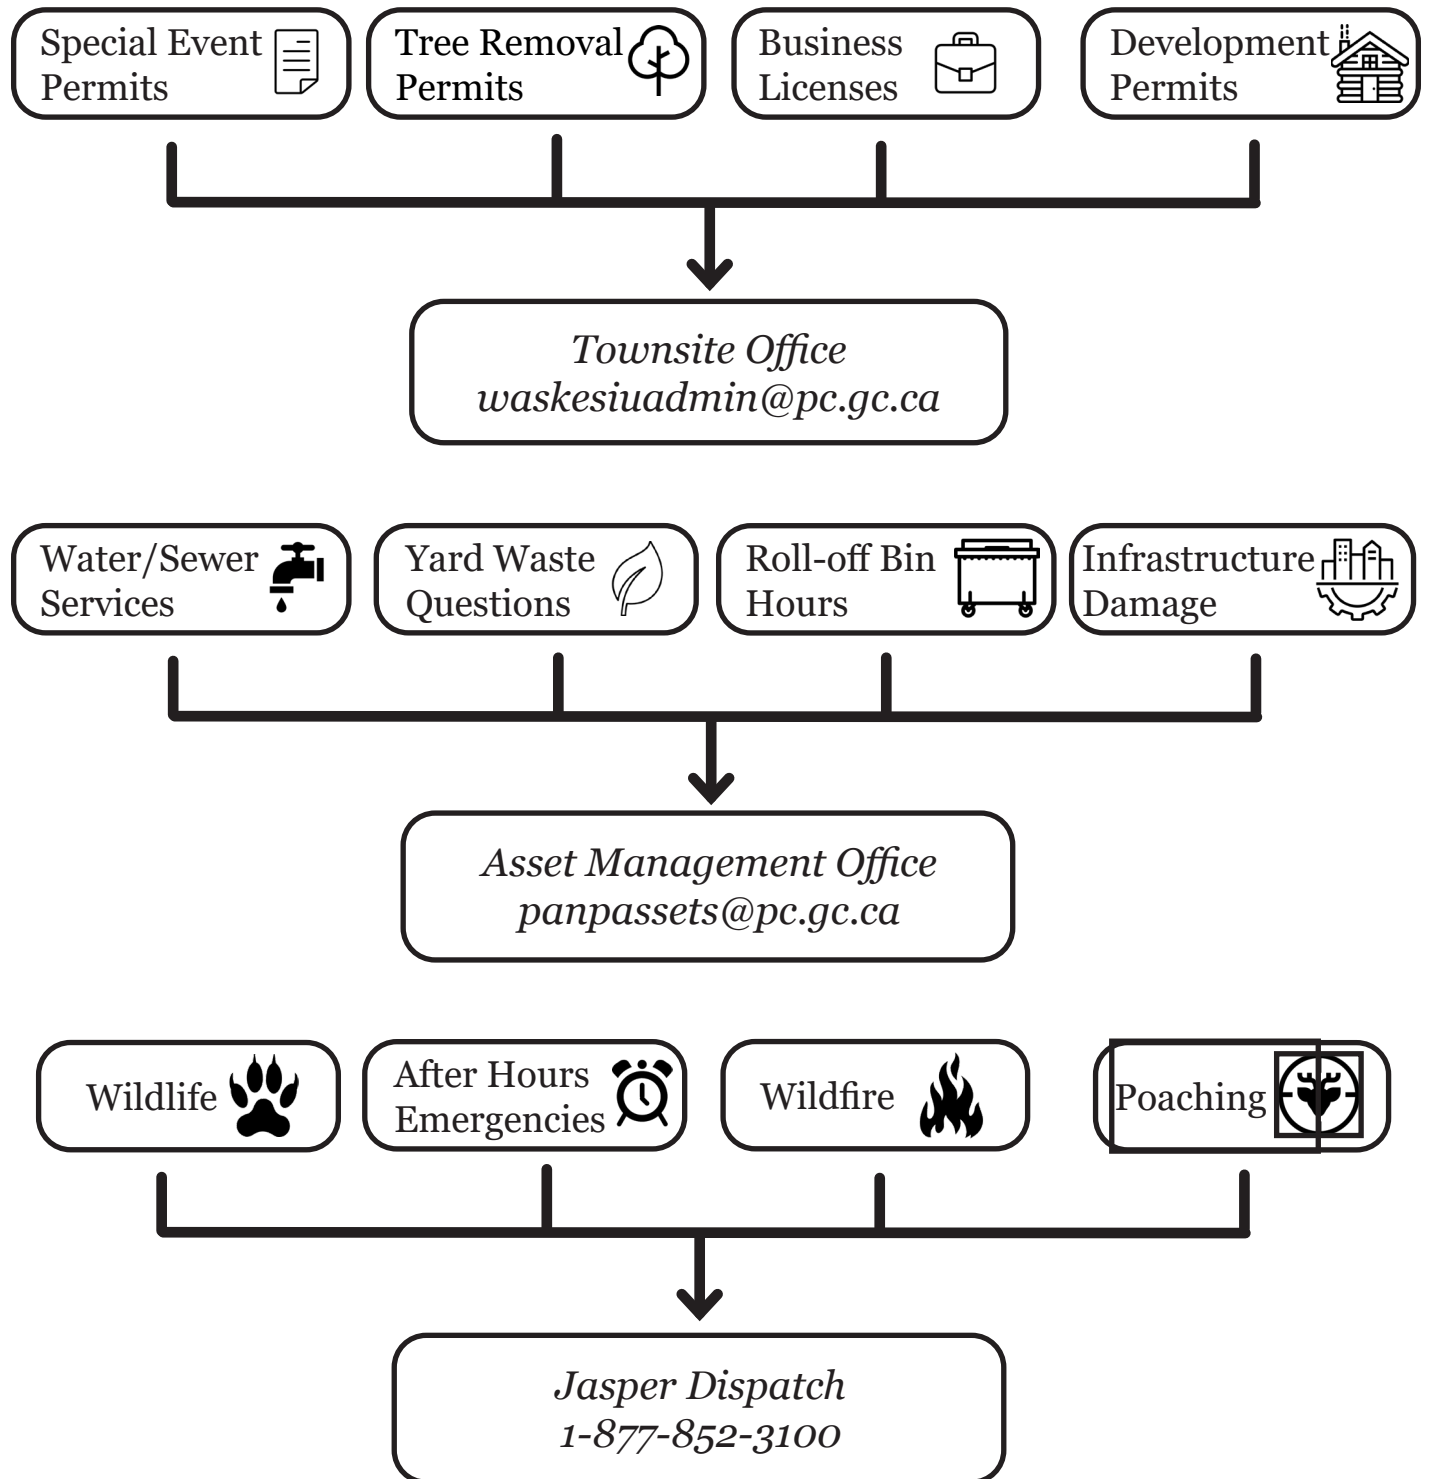 Special Event
Permits
Tree Removal
Permits
Business
Licenses
Development
Permits
Townsite Office
waskesiuadmin@pc.gc.ca
Water/Sewer
Services
Yard Waste
Questions
Roll-off Bin
Hours
Infrastructure
Damage
Asset Management Office
panpassets@pc.gc.ca
Wildlife
After Hours
Emergencies
Wildfire
Poaching
Jasper Dispatch
1-877-852-3100